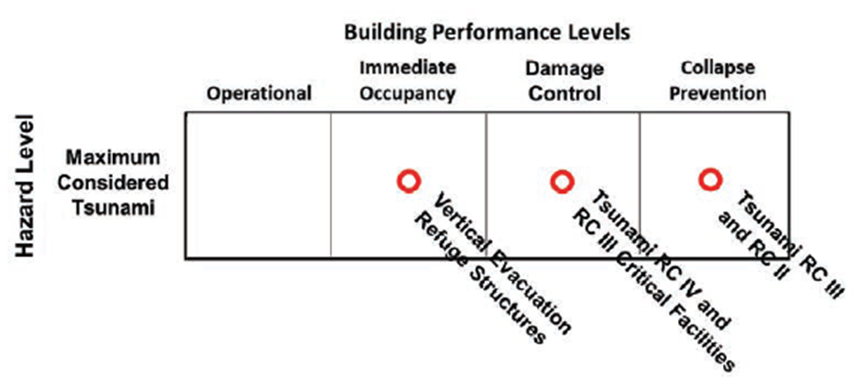 Building Performance Levels
Operational
Immediate
Occupancy
Damage
Control
Collapse
Prevention
Hazard Level
Maximum
Considered
Tsunami
Vertical Evacuation
Refuge Structures
Tsunami RC IV and
RC III Critical Facilities
Tsunami RC III
and RC II